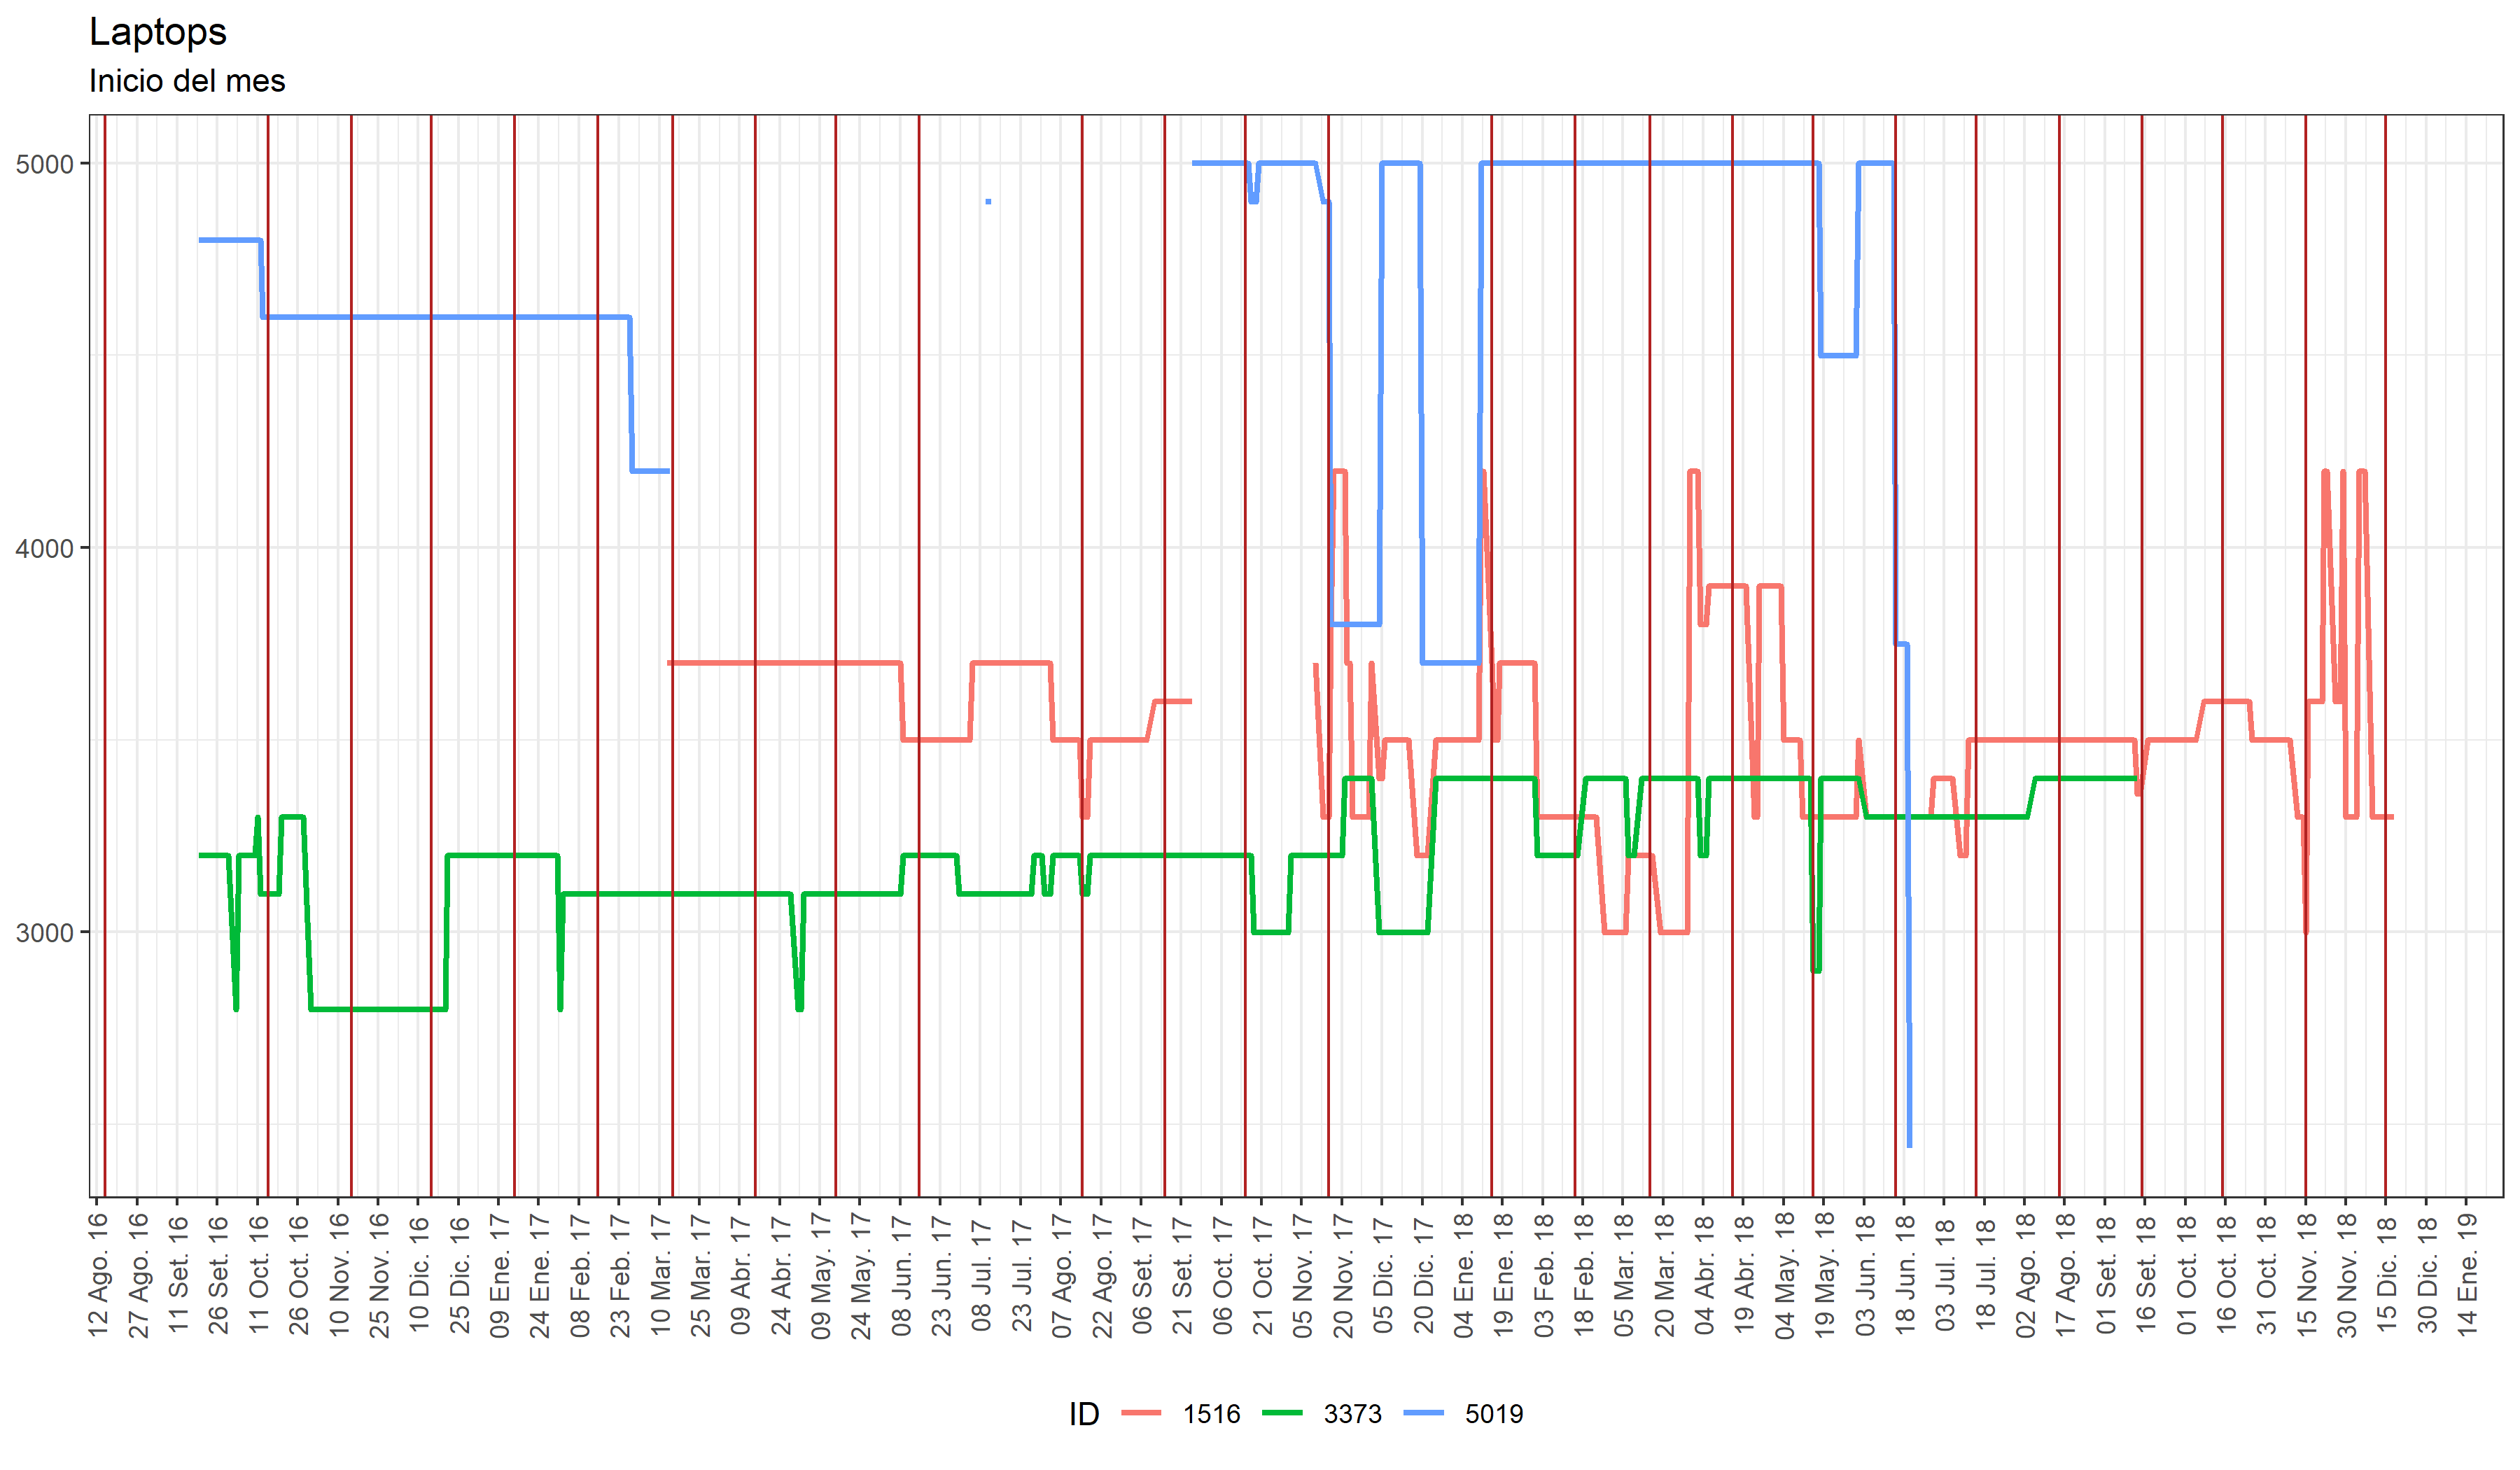 Laptops
Inicio del mes
5000
4000
3000
12 Ago. 16
27 Ago. 16
11 Set. 16
26 Set. 16
11 Oct. 16
26 Oct. 16
10 Nov. 16
25 Nov. 16
10 Dic. 16
25 Dic. 16
09 Ene. 17
24 Ene. 17
08 Feb. 17
23 Feb. 17
10 Mar. 17
25 Mar. 17
09 Abr. 17
24 Abr. 17
09 May. 17
24 May. 17
08 Jun. 17
23 Jun. 17
08 Jul. 17
23 Jul. 17
07 Ago. 17
22 Ago. 17
06 Set. 17
21 Set. 17
06 Oct. 17
21 Oct. 17
05 Nov. 17
20 Nov. 17
05 Dic. 17
20 Dic. 17
04 Ene. 18
19 Ene. 18
03 Feb. 18
18 Feb. 18
05 Mar. 18
20 Mar. 18
04 Abr. 18
19 Abr. 18
04 May. 18
19 May. 18
03 Jun. 18
18 Jun. 18
03 Jul. 18
18 Jul. 18
02 Ago. 18
17 Ago. 18
01 Set. 18
16 Set. 18
01 Oct. 18
16 Oct. 18
31 Oct. 18
15 Nov. 18
30 Nov. 18
15 Dic. 18
30 Dic. 18
14 Ene. 19
ID 1516 3373 5019